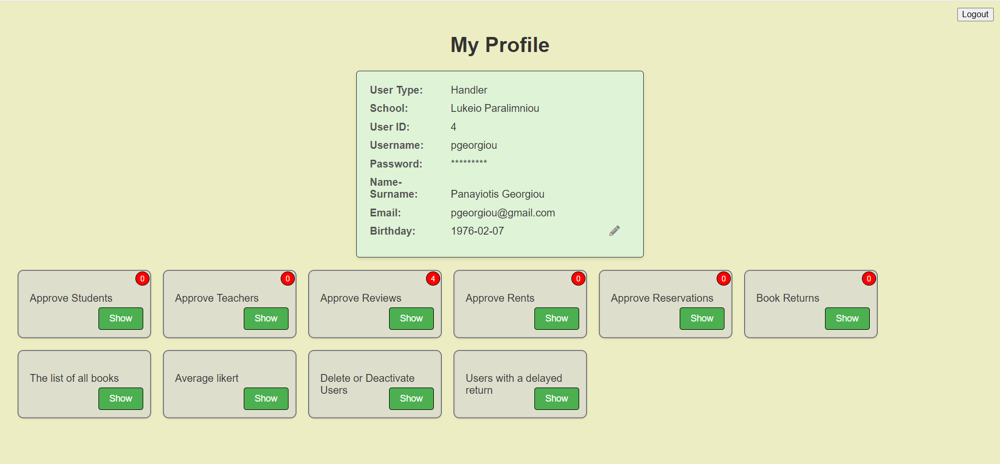 Logout
My Profile
User Type: Handler
School: Lukeio Paralimniou
User ID: 4
Username: pgeorgiou
Password: *********
Name-
Surname: Panayiotis Georgiou
Email: pgeorgiou@gmail.com
Birthday: 1976-02-07
0
Approve Students
Show
0
Approve Teachers
Show
4
Approve Reviews
Show
0
Approve Rents
Show
0
Approve Reservations
Show
0
Book Returns
Show
The list of all books
Show
Average likert
Show
Delete or Deactivate
Users
Show
Users with a delayed
return
Show